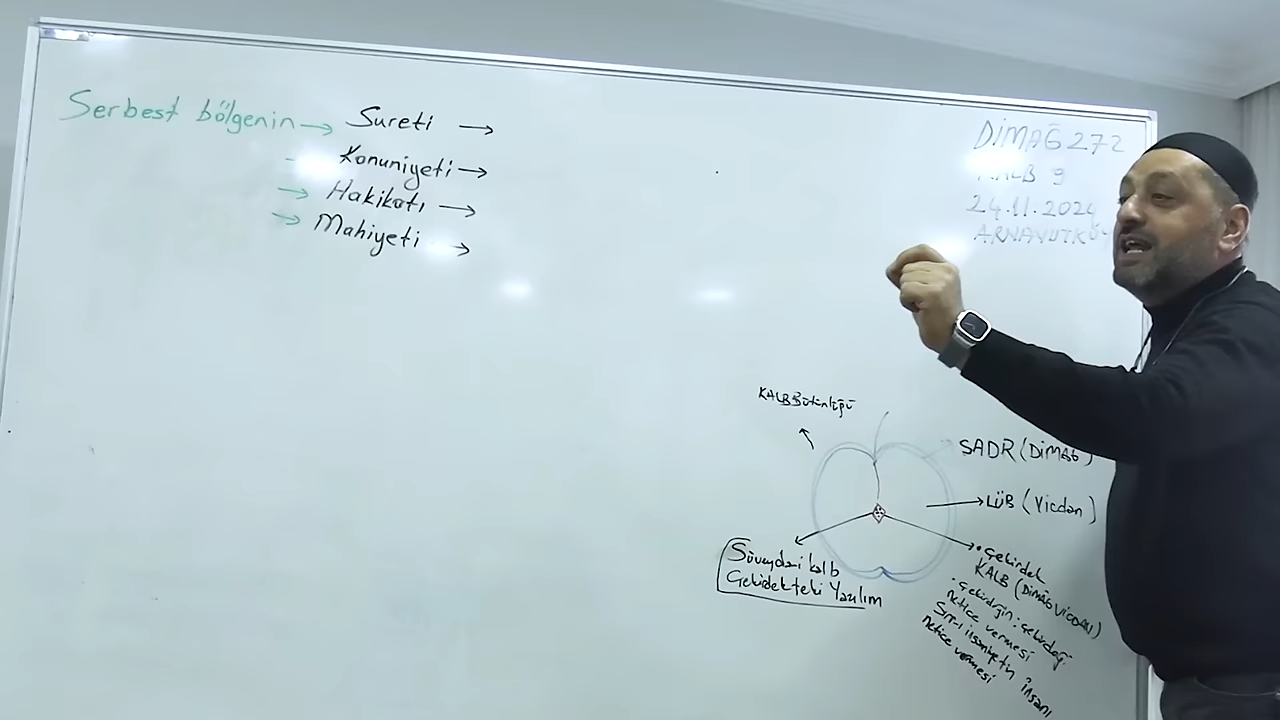 Serbest bölgenin → Sureti →
Kanuniyeti →
→ Hakikatı →
→ Mahiyeti →
DİMAĞ 272
KALB 9
24.11.2024
ARNAVUTKÖY
KALB Bütünlüğü
SADR (DİMAĞ)
LÜB (Vicdan)
Süveydai kalb
Çekirdekteki Yazılım
• Çekirdek
KALB (DİMAĞ VİCDAN)
• Çekirdeğin: çekirdeği
netice vermesi
Sırr-ı insaniyetin İnsanı
netice vermesi